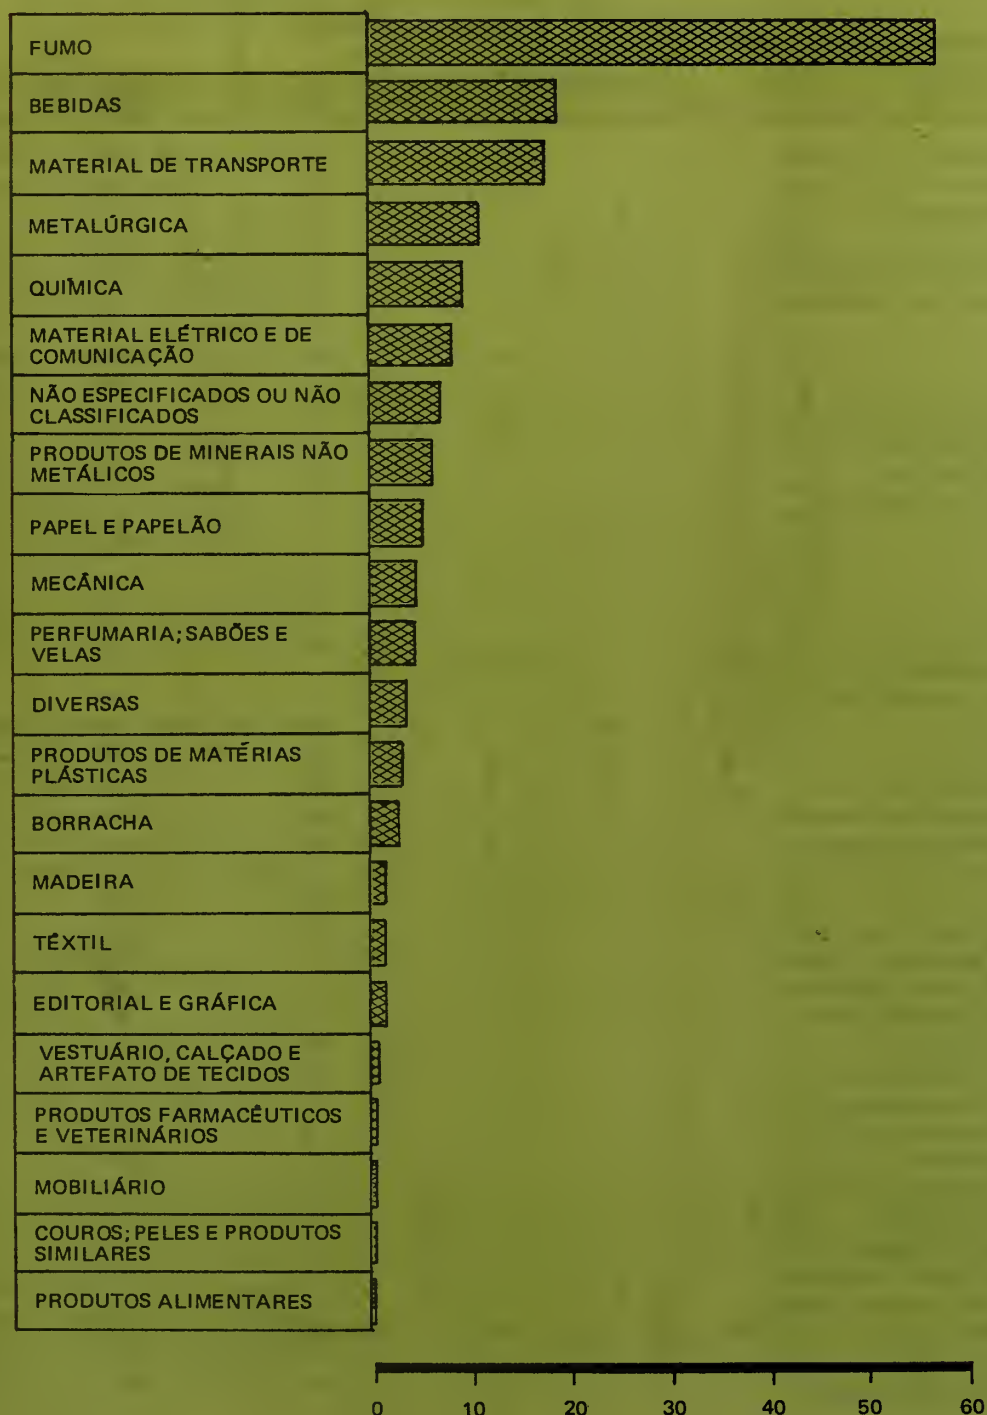 FUMO
BEBIDAS
MATERIAL DE TRANSPORTE
METALÚRGICA
QUÍMICA
MATERIAL ELÉTRICO E DE
COMUNICAÇÃO
NÃO ESPECIFICADOS OU NÃO
CLASSIFICADOS
PRODUTOS DE MINERAIS NÃO
METÁLICOS
PAPEL E PAPELÃO
MECÂNICA
PERFUMARIA; SABÕES E
VELAS
DIVERSAS
PRODUTOS DE MATÉRIAS
PLÁSTICAS
BORRACHA
MADEIRA
TÊXTIL
EDITORIAL E GRÁFICA
VESTUÁRIO, CALÇADO E
ARTEFATO DE TECIDOS
PRODUTOS FARMACÊUTICOS
E VETERINÁRIOS
MOBILIÁRIO
COUROS; PELES E PRODUTOS
SIMILARES
PRODUTOS ALIMENTARES
0 10 20 30 40 50 60